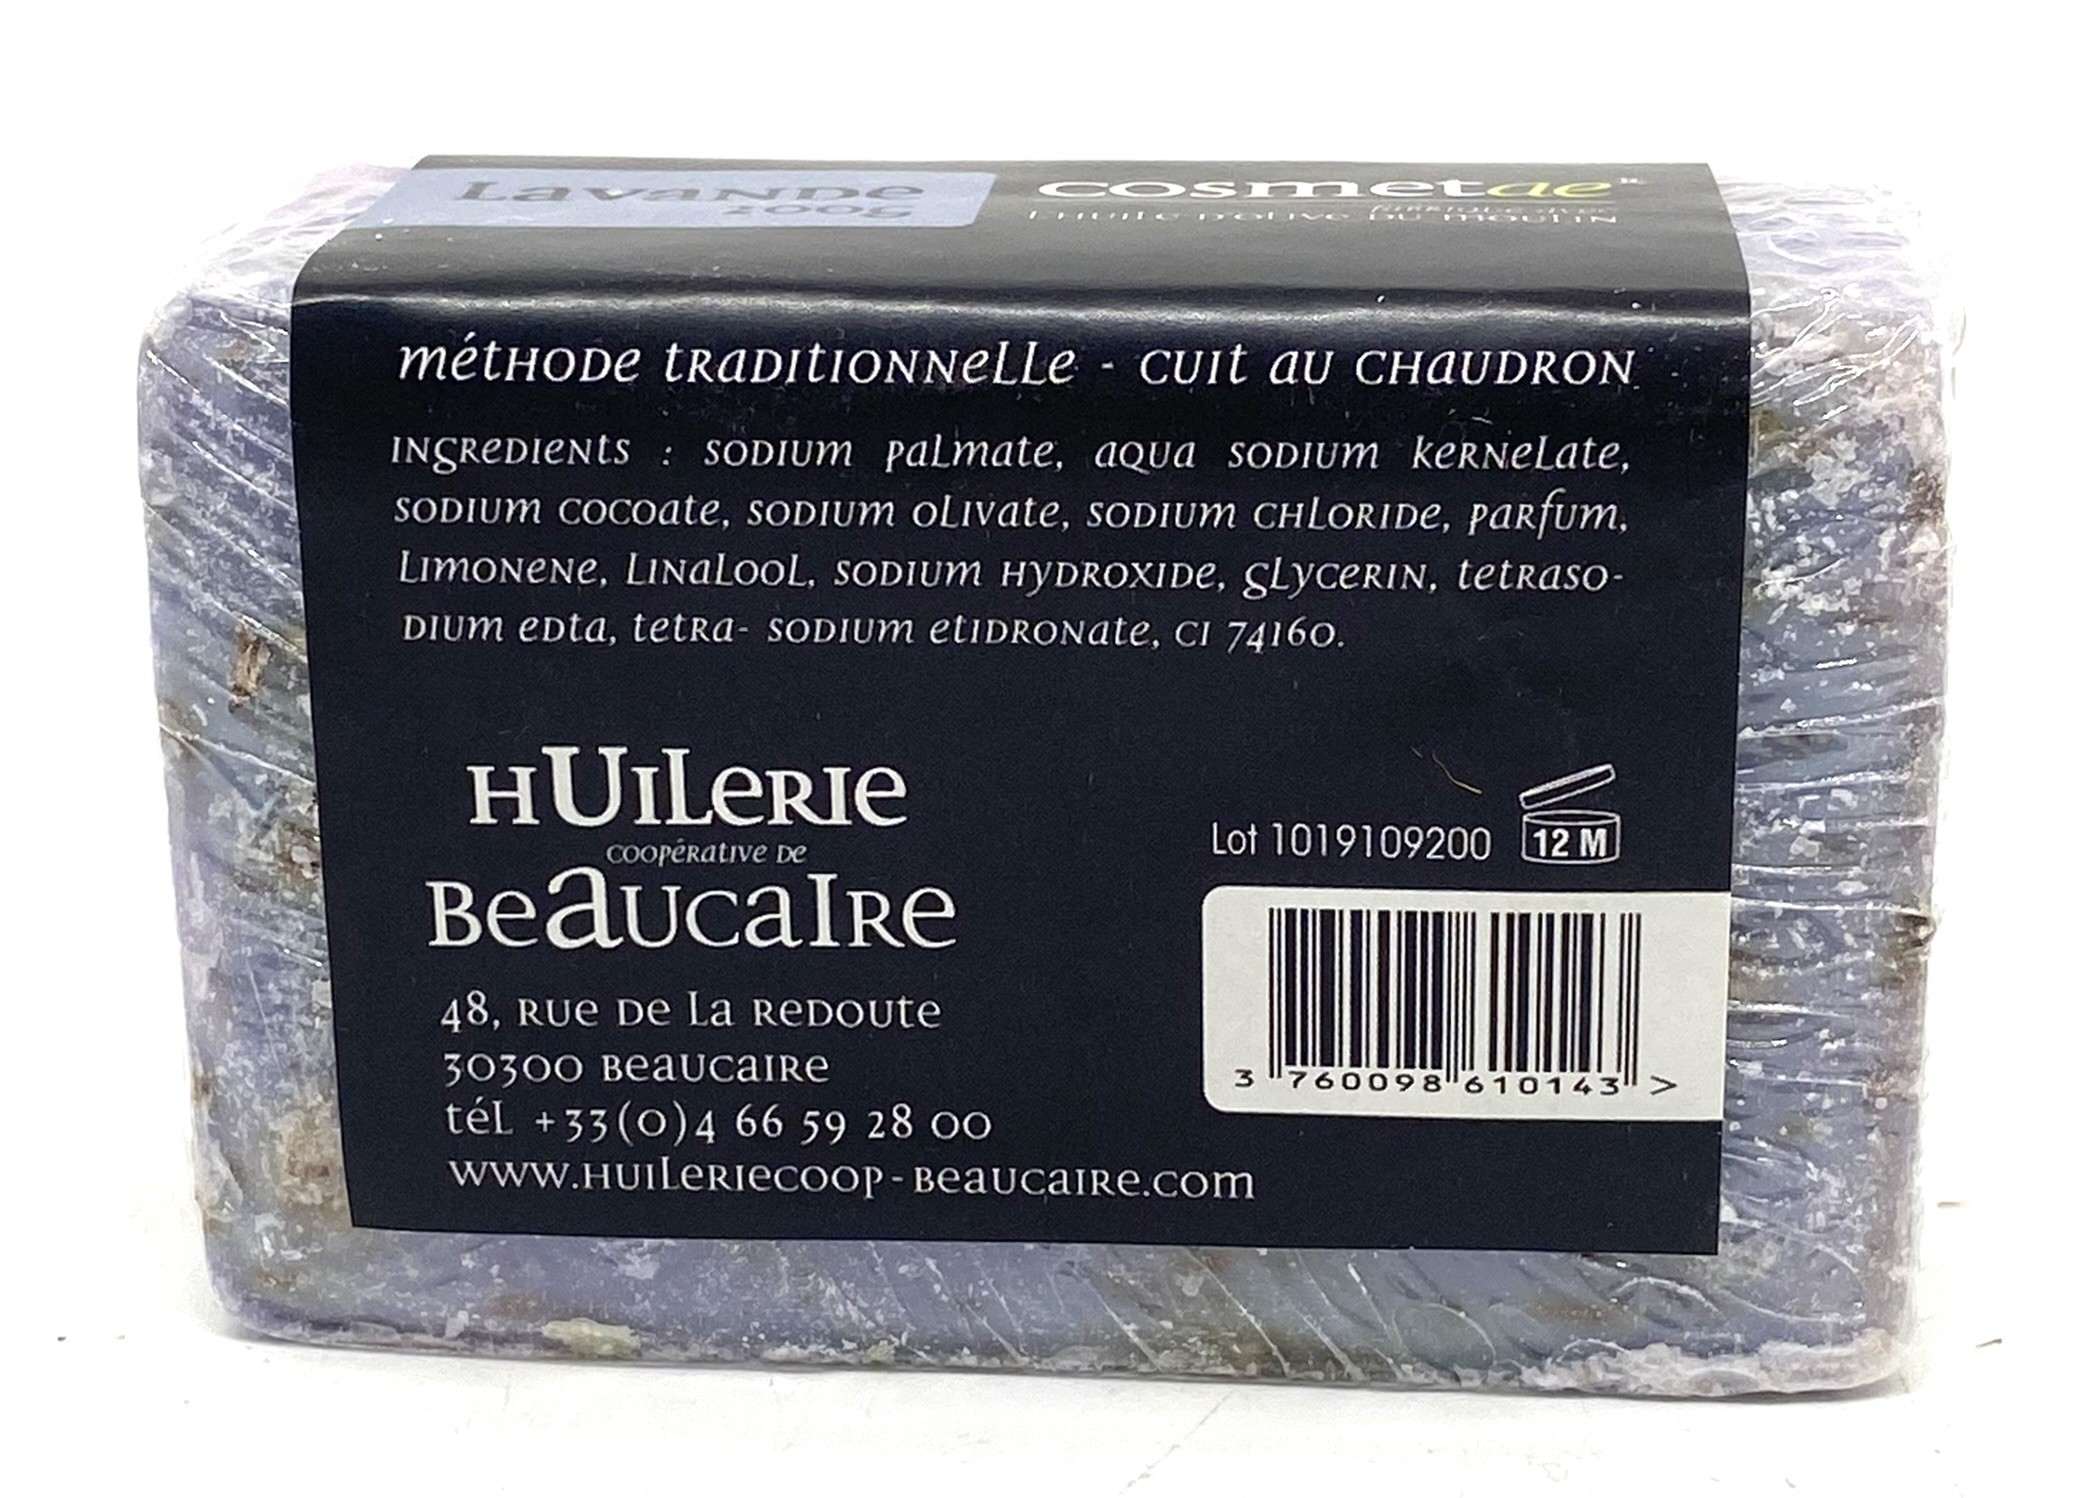 Lavande
200g
cosmetae
l'huile d'olive du moulin
méthode traditionnelle - cuit au chaudron
Ingredients : sodium palmate, aqua sodium kernelate,
sodium cocoate, sodium olivate, sodium chloride, parfum,
limonene, linalool, sodium hydroxide, glycerin, tetraso-
dium edta, tetra- sodium etidronate, ci 74160.
Huilerie
coopérative de
Beaucaire
Lot 1019109200
12 M
48, rue de la redoute
30300 Beaucaire
tél +33(0)4 66 59 28 00
www.huileriecoop-beaucaire.com
3 760098 610143 >